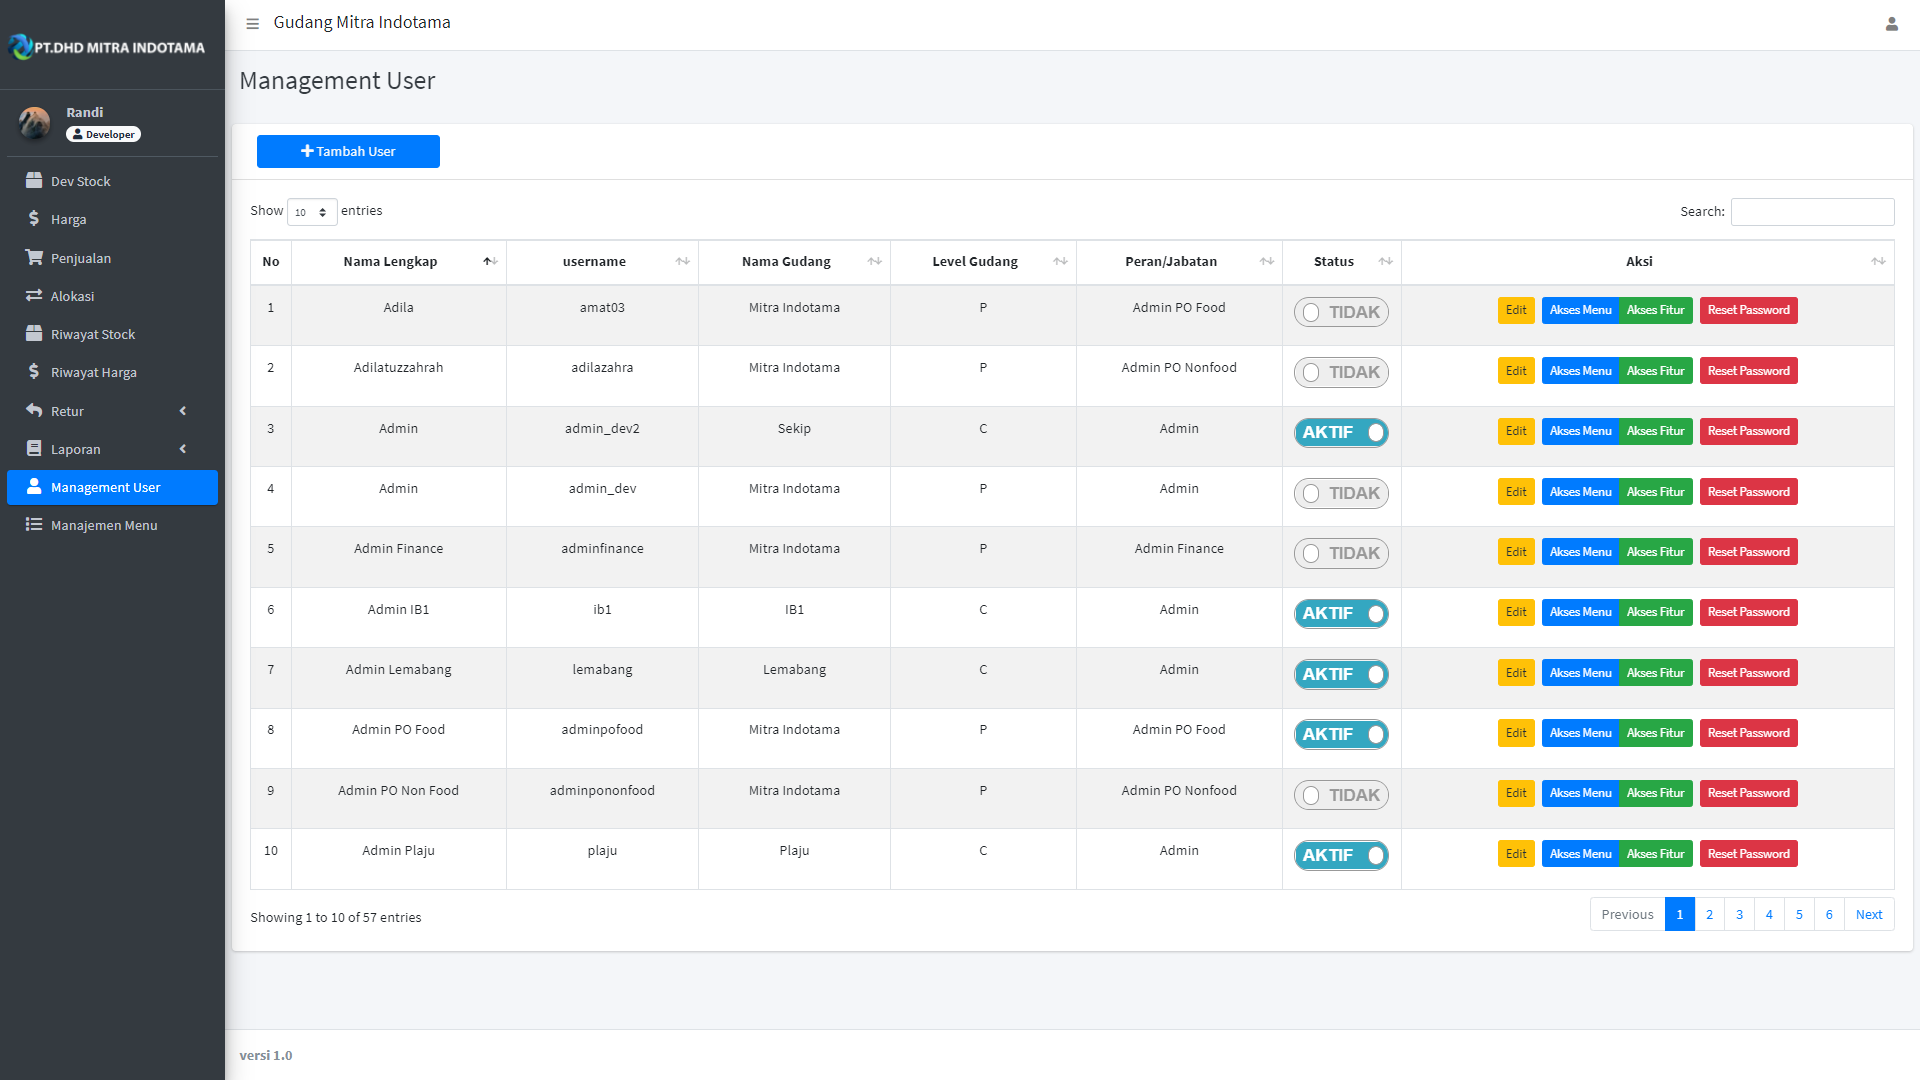 PT.DHD MITRA INDOTAMA
Gudang Mitra Indotama
Randi
Developer
Dev Stock
Harga
Penjualan
Alokasi
Riwayat Stock
Riwayat Harga
Retur
Laporan
Management User
Manajemen Menu
Management User
Tambah User
Show 10 entries
Search:
No Nama Lengkap username Nama Gudang Level Gudang Peran/Jabatan Status Aksi
1 Adila amat03 Mitra Indotama P Admin PO Food TIDAK Edit Akses Menu Akses Fitur Reset Password
2 Adilatuzzahrah adilazahra Mitra Indotama P Admin PO Nonfood TIDAK Edit Akses Menu Akses Fitur Reset Password
3 Admin admin_dev2 Sekip C Admin AKTIF Edit Akses Menu Akses Fitur Reset Password
4 Admin admin_dev Mitra Indotama P Admin TIDAK Edit Akses Menu Akses Fitur Reset Password
5 Admin Finance adminfinance Mitra Indotama P Admin Finance TIDAK Edit Akses Menu Akses Fitur Reset Password
6 Admin IB1 ib1 IB1 C Admin AKTIF Edit Akses Menu Akses Fitur Reset Password
7 Admin Lemabang lemabang Lemabang C Admin AKTIF Edit Akses Menu Akses Fitur Reset Password
8 Admin PO Food adminpofood Mitra Indotama P Admin PO Food AKTIF Edit Akses Menu Akses Fitur Reset Password
9 Admin PO Non Food adminpononfood Mitra Indotama P Admin PO Nonfood TIDAK Edit Akses Menu Akses Fitur Reset Password
10 Admin Plaju plaju Plaju C Admin AKTIF Edit Akses Menu Akses Fitur Reset Password
Showing 1 to 10 of 57 entries
Previous 1 2 3 4 5 6 Next
versi 1.0